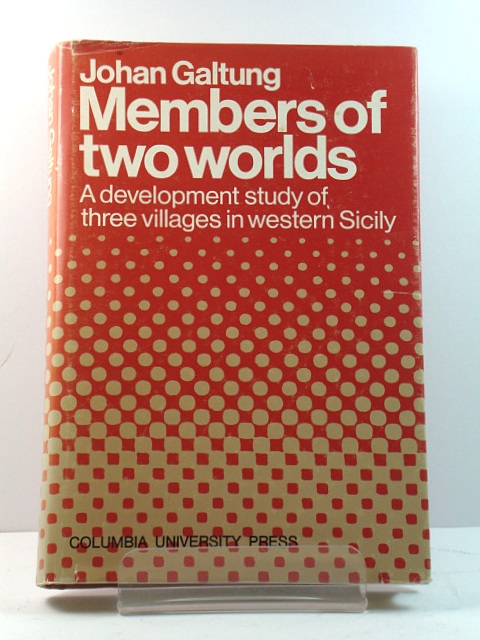 Johan Galtung
Members of
two worlds
A development study of
three villages in western Sicily
COLUMBIA UNIVERSITY PRESS